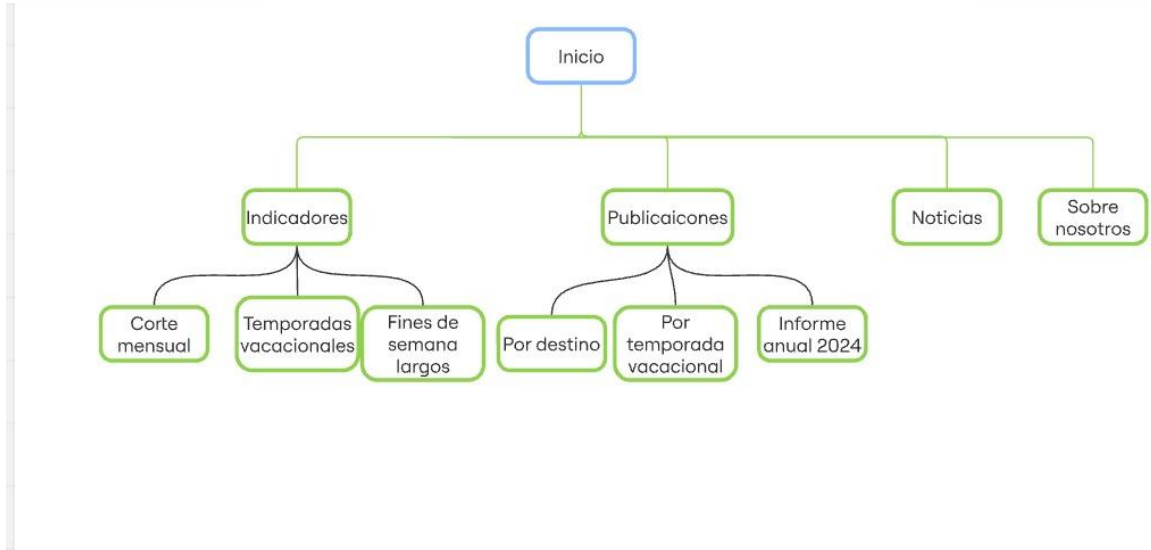 Inicio
Indicadores
Publicaicones
Noticias
Sobre
nosotros
Corte
mensual
Temporadas
vacacionales
Fines de
semana
largos
Por destino
Por
temporada
vacacional
Informe
anual 2024